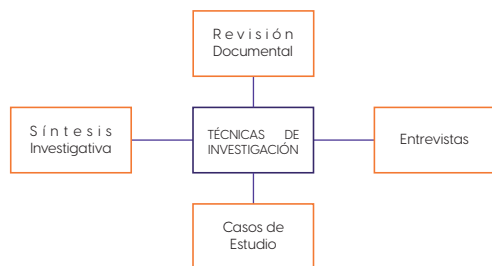 Revisión
Documental
Síntesis
Investigativa
TÉCNICAS DE
INVESTIGACIÓN
Entrevistas
Casos de
Estudio